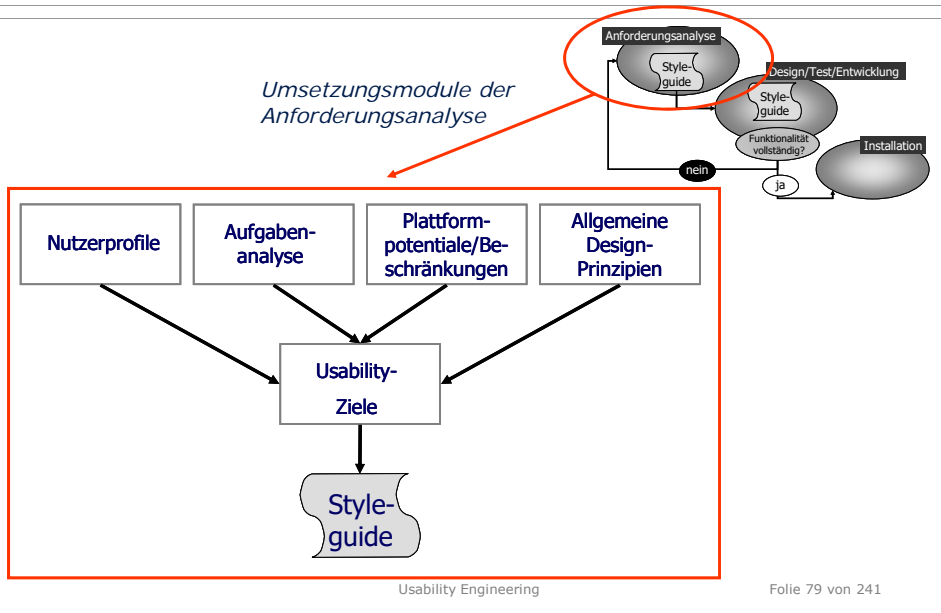 Anforderungsanalyse
Style-
guide
Design/Test/Entwicklung
Style-
guide
Funktionalität
vollständig?
Installation
nein
ja
Umsetzungsmodule der
Anforderungsanalyse
Nutzerprofile
Aufgaben-
analyse
Plattform-
potentiale/Be-
schränkungen
Allgemeine
Design-
Prinzipien
Usability-
Ziele
Style-
guide
Usability Engineering
Folie 79 von 241